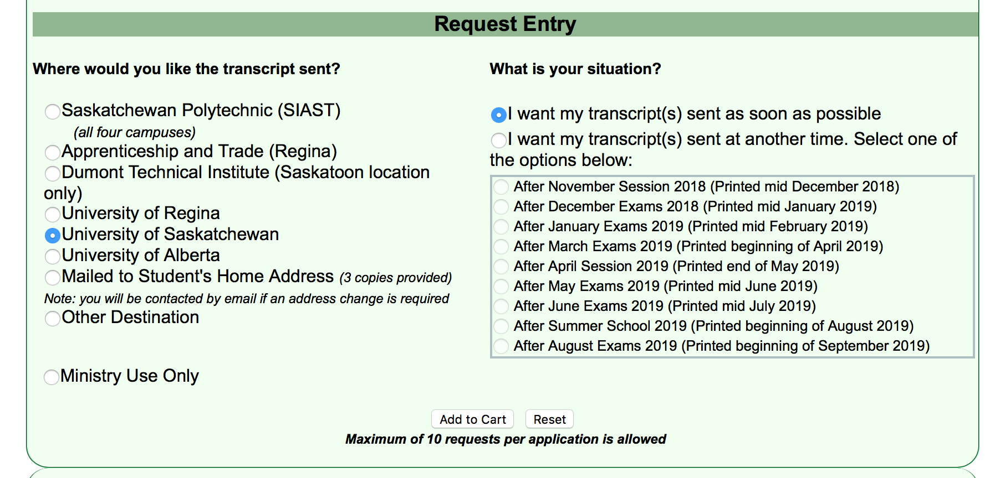 Request Entry
Where would you like the transcript sent?
Saskatchewan Polytechnic (SIAST)
(all four campuses)
Apprenticeship and Trade (Regina)
Dumont Technical Institute (Saskatoon location
only)
University of Regina
University of Saskatchewan
University of Alberta
Mailed to Student's Home Address (3 copies provided)
Note: you will be contacted by email if an address change is required
Other Destination
Ministry Use Only
What is your situation?
I want my transcript(s) sent as soon as possible
I want my transcript(s) sent at another time. Select one of
the options below:
After November Session 2018 (Printed mid December 2018)
After December Exams 2018 (Printed mid January 2019)
After January Exams 2019 (Printed mid February 2019)
After March Exams 2019 (Printed beginning of April 2019)
After April Session 2019 (Printed end of May 2019)
After May Exams 2019 (Printed mid June 2019)
After June Exams 2019 (Printed mid July 2019)
After Summer School 2019 (Printed beginning of August 2019)
After August Exams 2019 (Printed beginning of September 2019)
Add to Cart Reset
Maximum of 10 requests per application is allowed